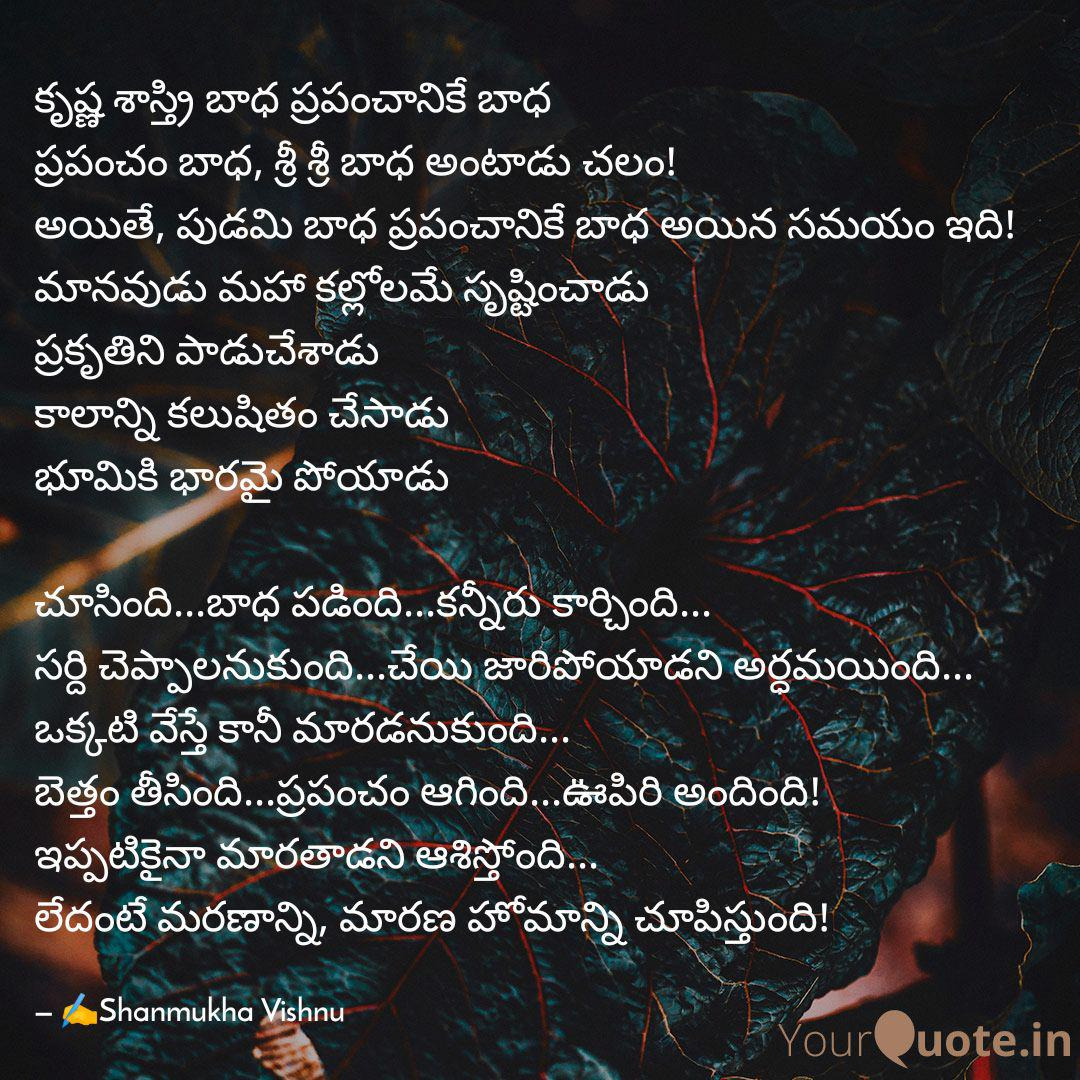 కృష్ణ శాస్త్రి బాధ ప్రపంచానికే బాధ
ప్రపంచం బాధ, శ్రీ శ్రీ బాధ అంటాడు చలం!
అయితే, పుడమి బాధ ప్రపంచానికే బాధ అయిన సమయం ఇది!
మానవుడు మహా కల్లోలమే సృష్టించాడు
ప్రకృతిని పాడుచేశాడు
కాలాన్ని కలుషితం చేసాడు
భూమికి భారమై పోయాడు
చూసింది...బాధ పడింది...కన్నీరు కార్చింది...
సర్ది చెప్పాలనుకుంది...చేయి జారిపోయాడని అర్ధమయింది...
ఒక్కటి వేస్తే కానీ మారడనుకుంది...
బెత్తం తీసింది...ప్రపంచం ఆగింది...ఊపిరి అందింది!
ఇప్పటికైనా మారతాడని ఆశిస్తోంది...
లేదంటే మరణాన్ని, మారణ హోమాన్ని చూపిస్తుంది!
– ✍️Shanmukha Vishnu
YourQuote.in